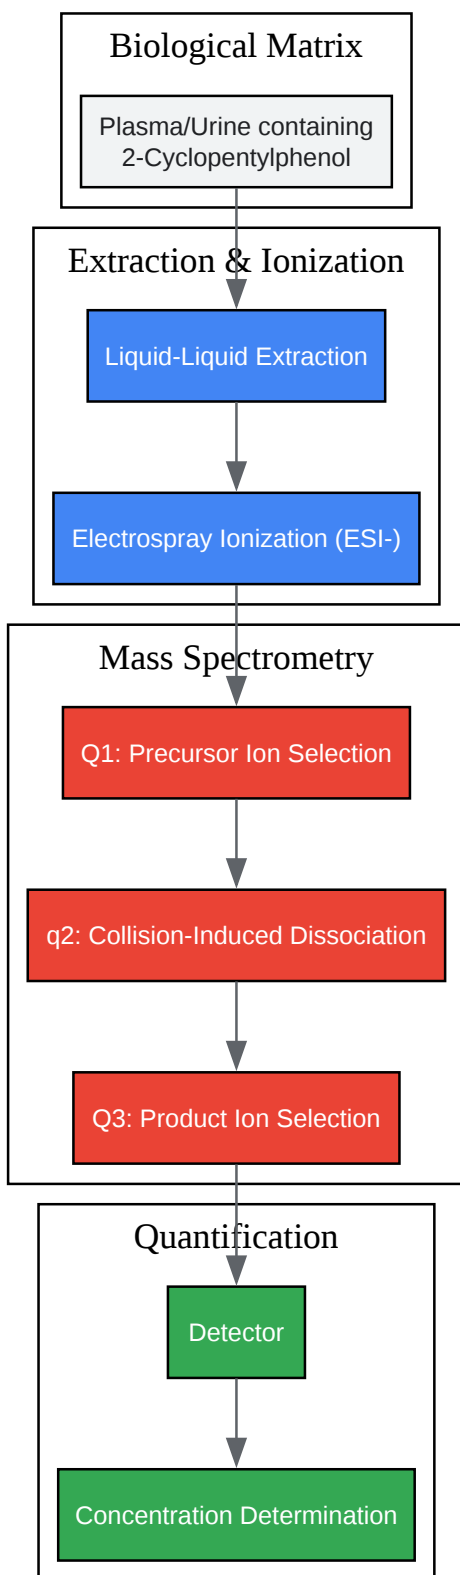 Biological Matrix
Plasma/Urine containing
2-Cyclopentylphenol
Extraction & Ionization
Liquid-Liquid Extraction
Electrospray Ionization (ESI-)
Mass Spectrometry
Q1: Precursor Ion Selection
q2: Collision-Induced Dissociation
Q3: Product Ion Selection
Quantification
Detector
Concentration Determination